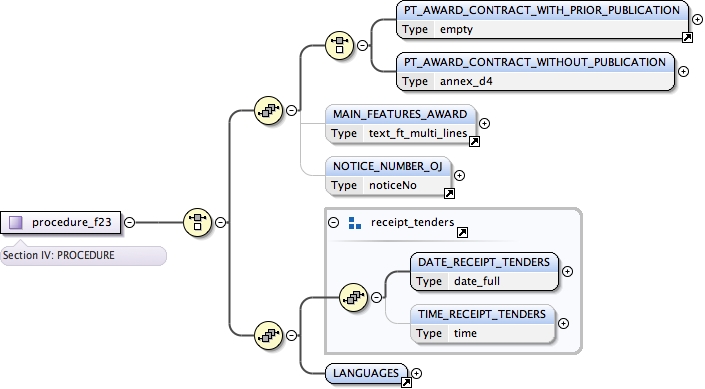 PT_AWARD_CONTRACT_WITH_PRIOR_PUBLICATION
Type empty
PT_AWARD_CONTRACT_WITHOUT_PUBLICATION
Type annex_d4
MAIN_FEATURES_AWARD
Type text_ft_multi_lines
NOTICE_NUMBER_OJ
Type noticeNo
procedure_f23
Section IV: PROCEDURE
receipt_tenders
DATE_RECEIPT_TENDERS
Type date_full
TIME_RECEIPT_TENDERS
Type time
LANGUAGES